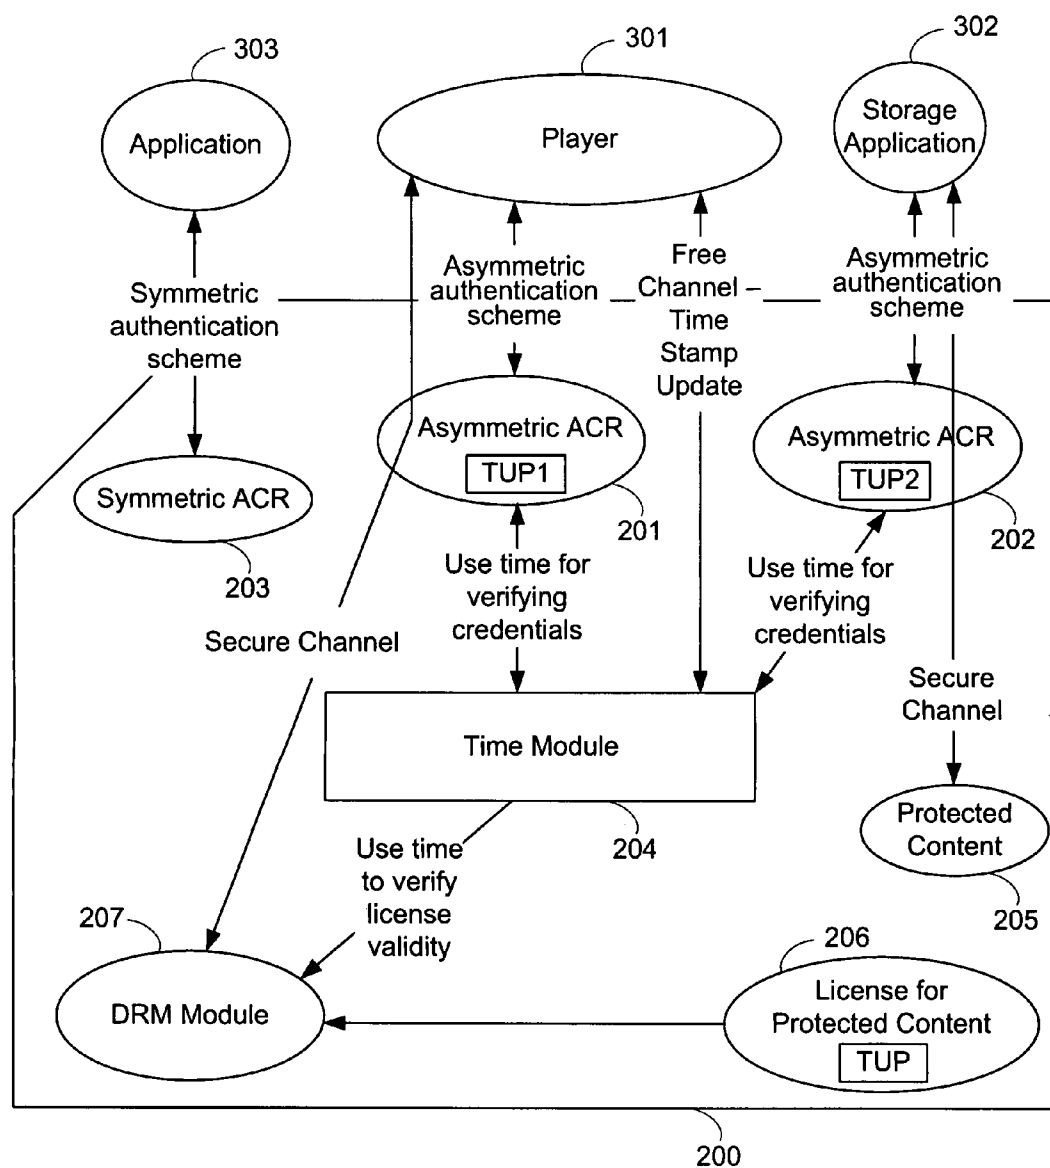 303
301
302
Application
Player
Storage
Application
Symmetric
authentication
scheme
Asymmetric
authentication
scheme
Free
Channel –
Time
Stamp
Update
Asymmetric
authentication
scheme
Symmetric ACR
203
Asymmetric ACR
TUP1
201
Asymmetric ACR
TUP2
202
Secure Channel
Use time for
verifying
credentials
Use time for
verifying
credentials
Secure
Channel
Time Module
204
Protected
Content
205
Use time
to verify
license
validity
207
DRM Module
206
License for
Protected Content
TUP
200